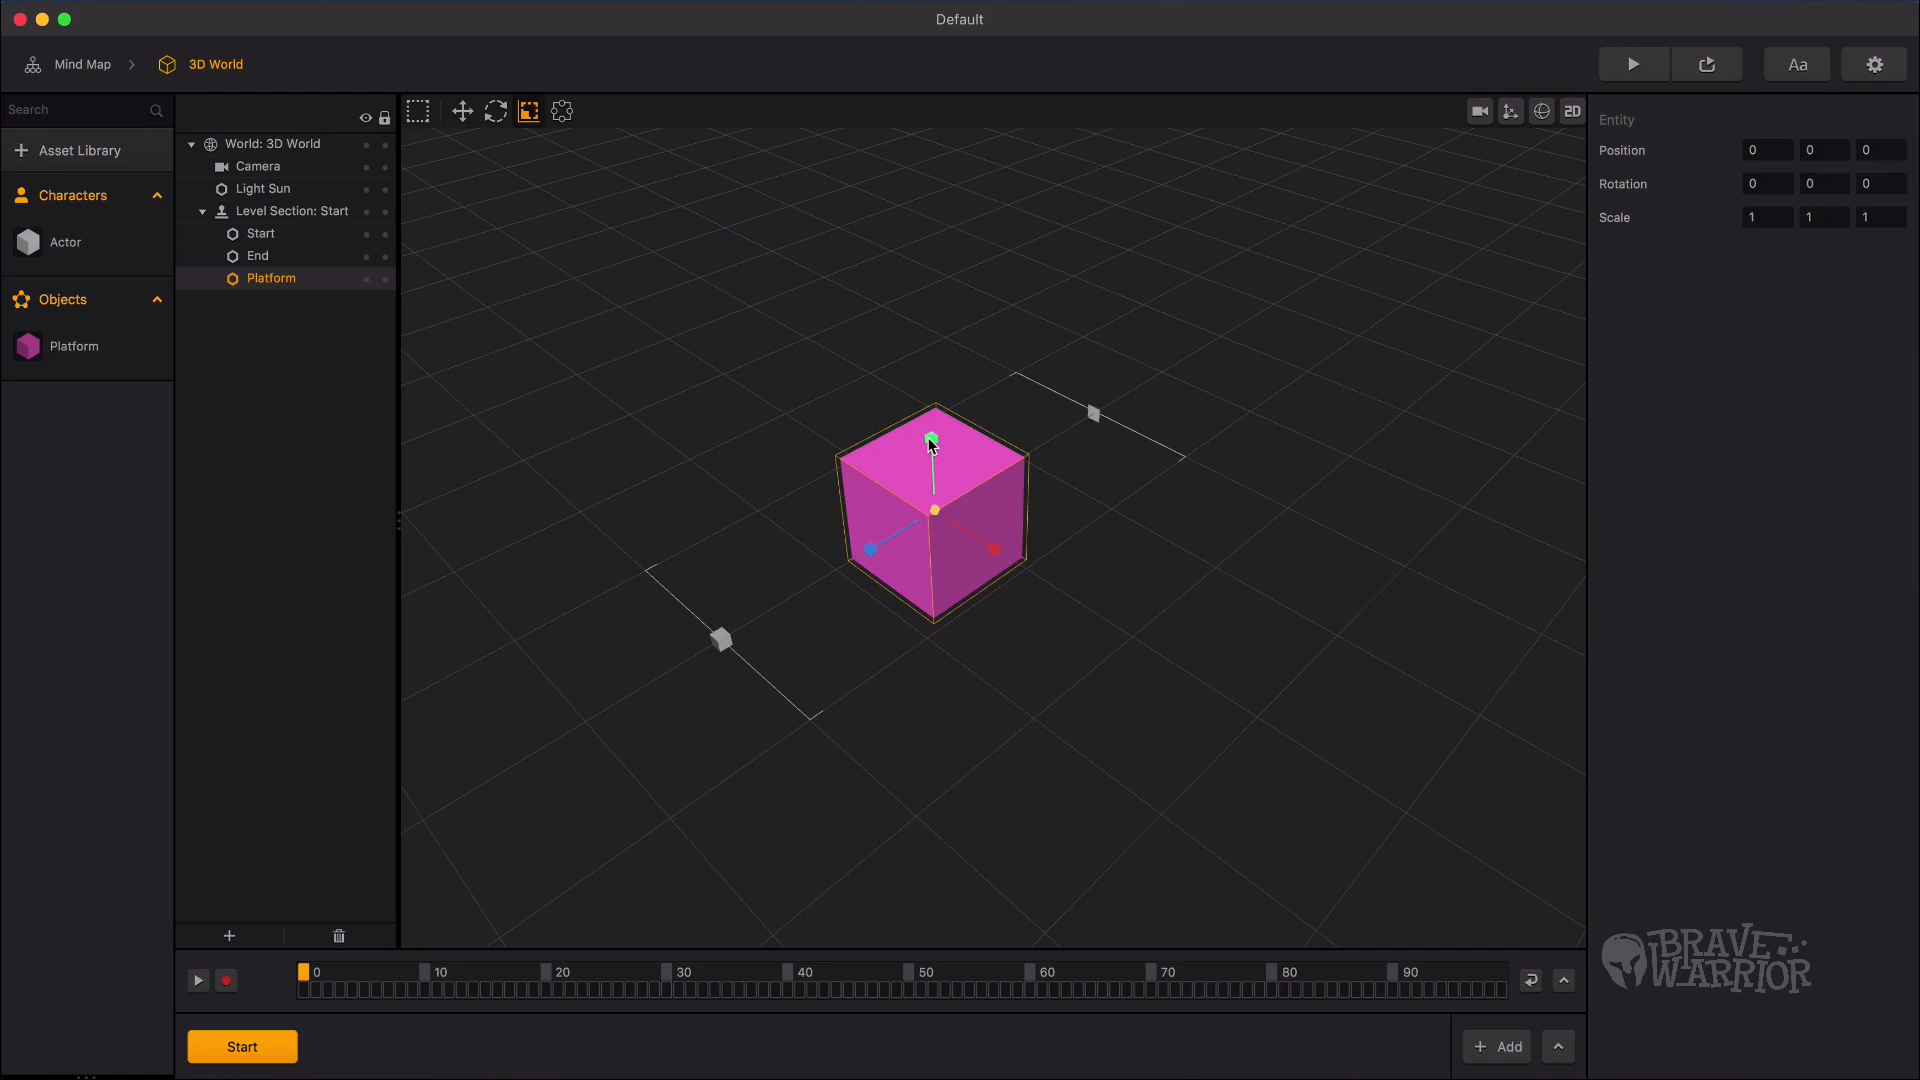 Default
Mind Map
3D World
Aa
Search
Asset Library
Characters
Actor
Objects
Platform
World: 3D World
Camera
Light Sun
Level Section: Start
Start
End
Platform
2D
Entity
Position 0 0 0
Rotation 0 0 0
Scale 1 1 1
0 10 20 30 40 50 60 70 80 90
Start
Add
BRAVE
WARRIOR